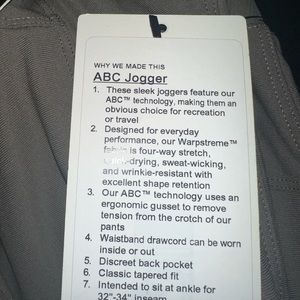 WHY WE MADE THIS
ABC Jogger
1. These sleek joggers feature our
ABC™ technology, making them an
obvious choice for recreation
or travel
2. Designed for everyday
performance, our Warpstreme™
fabric is four-way stretch,
quick-drying, sweat-wicking,
and wrinkle-resistant with
excellent shape retention
3. Our ABC™ technology uses an
ergonomic gusset to remove
tension from the crotch of our
pants
4. Waistband drawcord can be worn
inside or out
5. Discreet back pocket
6. Classic tapered fit
7. Intended to sit at ankle for
32"-34" inseam